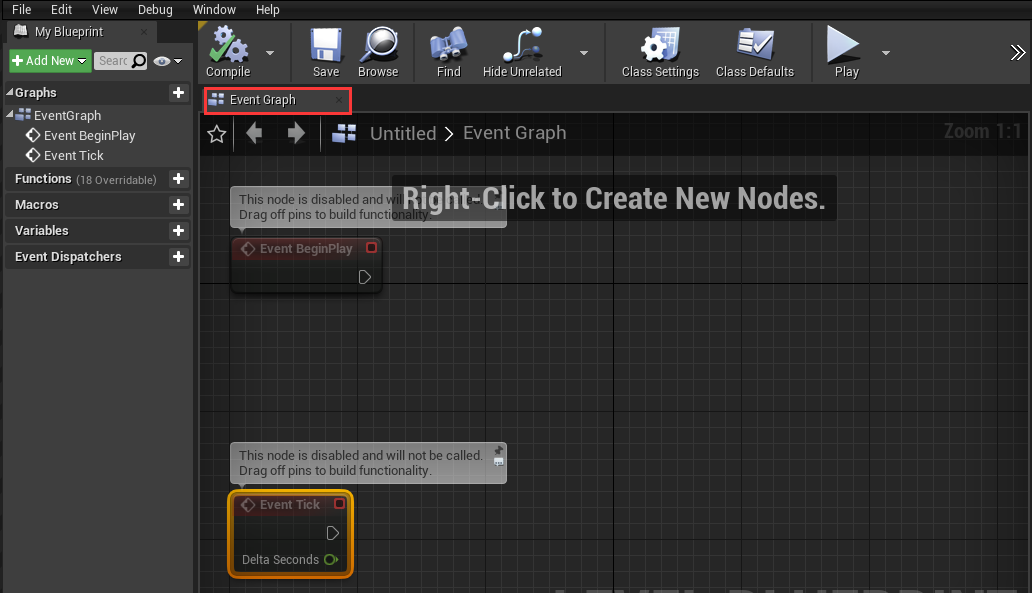 File Edit View Debug Window Help
My Blueprint
Add New
Searc
Compile
Save
Browse
Find
Hide Unrelated
Class Settings
Class Defaults
Play
Graphs
EventGraph
Event BeginPlay
Event Tick
Functions (18 Overridable)
Macros
Variables
Event Dispatchers
Event Graph
Untitled > Event Graph
Zoom 1:1
Right-Click to Create New Nodes.
This node is disabled and will
Drag off pins to build functionality.
Event BeginPlay
This node is disabled and will not be called.
Drag off pins to build functionality.
Event Tick
Delta Seconds
LEVEL BLUEPRINT